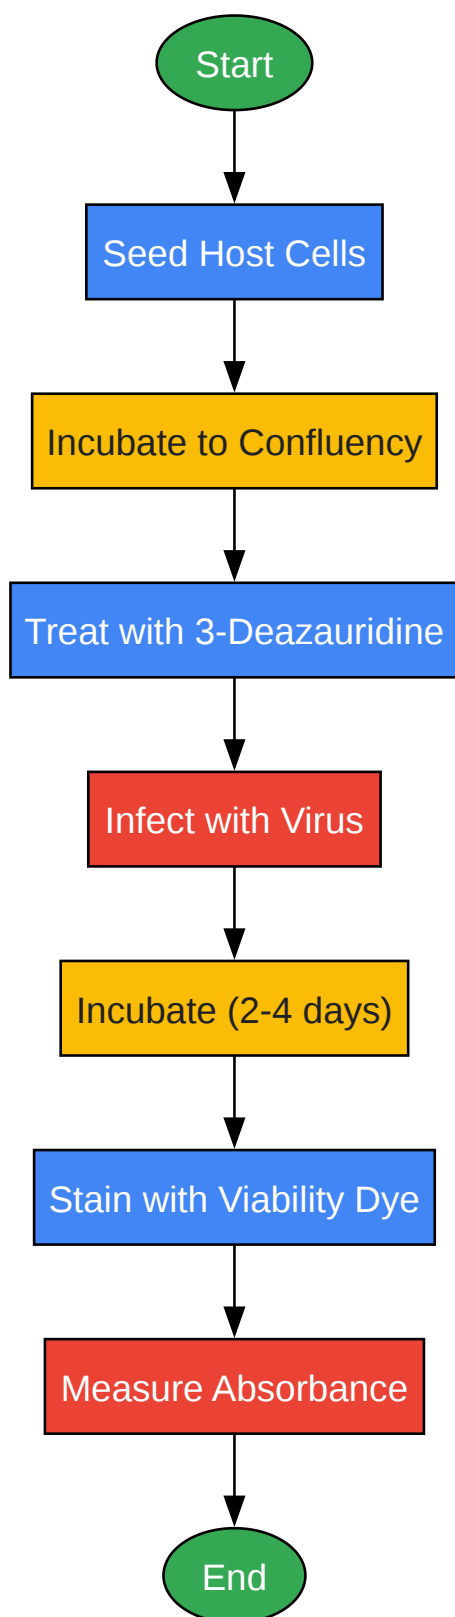 Start
Seed Host Cells
Incubate to Confluency
Treat with 3-Deazauridine
Infect with Virus
Incubate (2-4 days)
Stain with Viability Dye
Measure Absorbance
End